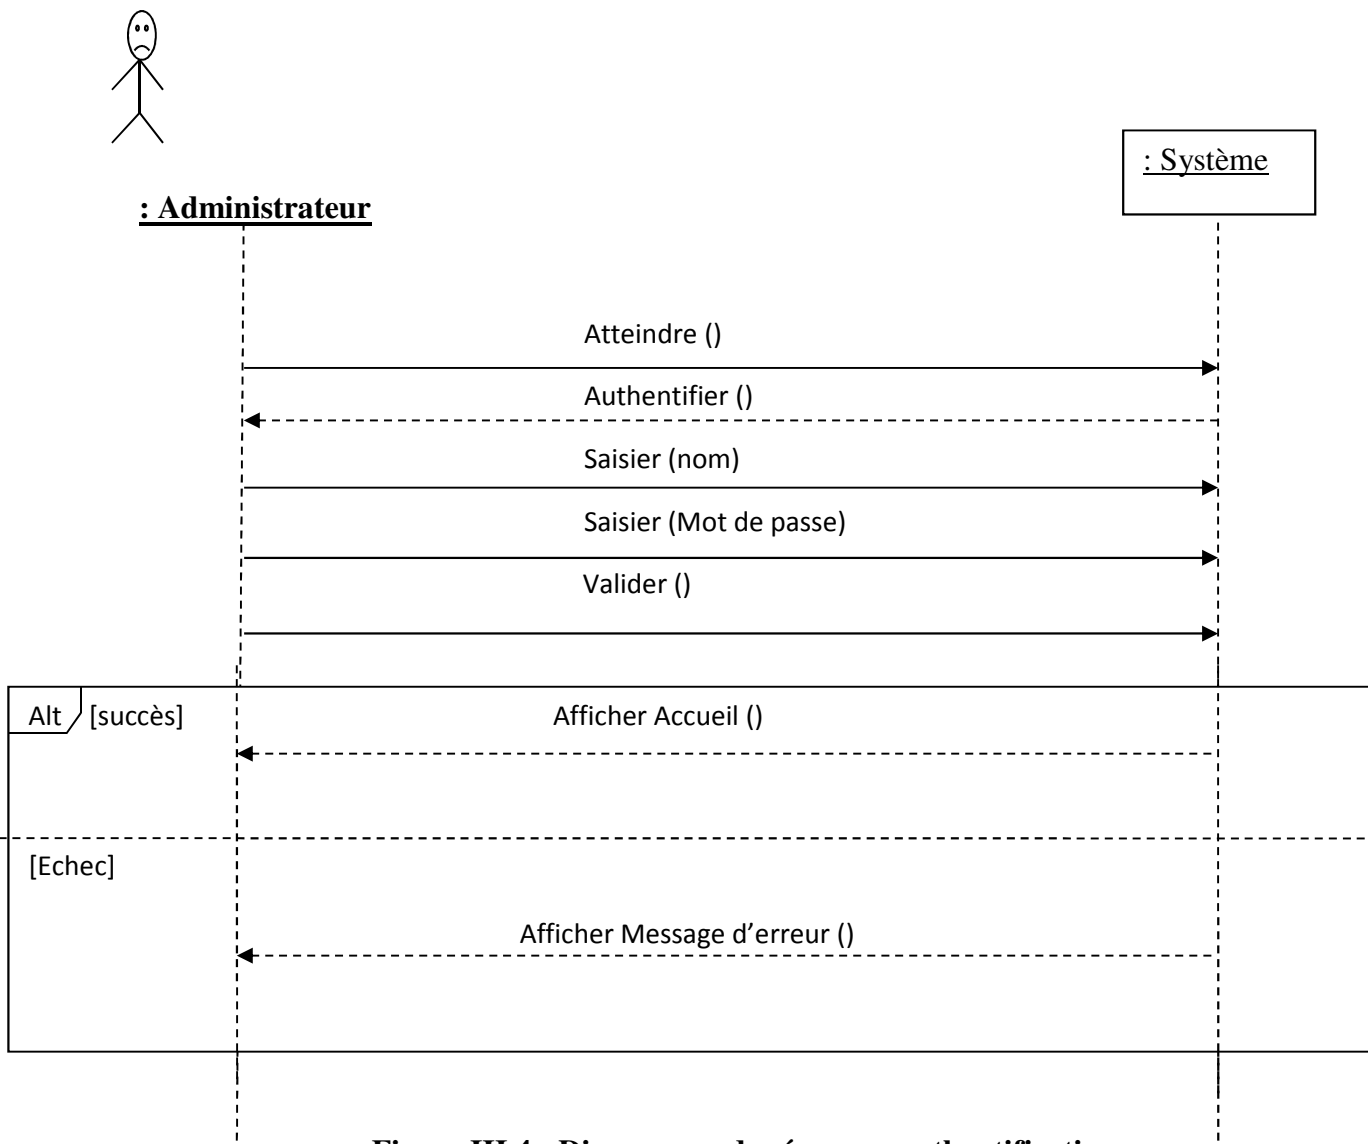 : Système
: Administrateur
Atteindre ()
Authentifier ()
Saisier (nom)
Saisier (Mot de passe)
Valider ()
Alt [succès] Afficher Accueil ()
[Echec]
Afficher Message d’erreur ()